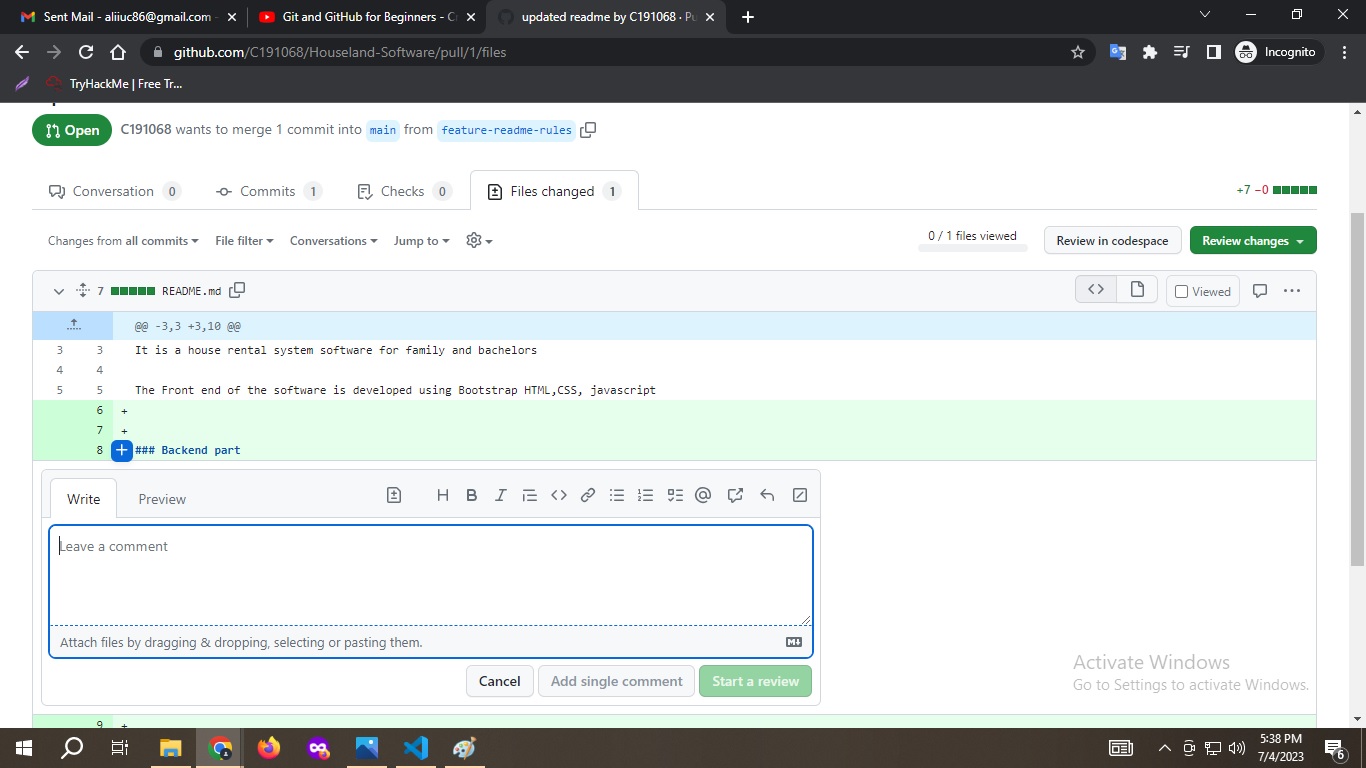 Sent Mail - aliiuc86@gmail.com -
Git and GitHub for Beginners - Cr
updated readme by C191068 · Pu
github.com/C191068/Houseland-Software/pull/1/files
Incognito
TryHackMe | Free Tr...
Open
C191068 wants to merge 1 commit into main from feature-readme-rules
Conversation 0
Commits 1
Checks 0
Files changed 1
+7 −0
Changes from all commits
File filter
Conversations
Jump to
0 / 1 files viewed
Review in codespace
Review changes
7 README.md
Viewed
@@ -3,3 +3,10 @@
3 3 It is a house rental system software for family and bachelors
4 4
5 5 The Front end of the software is developed using Bootstrap HTML,CSS, javascript
6 +
7 +
8 + ### Backend part
Write
Preview
H B I
Leave a comment
Attach files by dragging & dropping, selecting or pasting them.
Cancel
Add single comment
Start a review
Activate Windows
Go to Settings to activate Windows.
9 +
5:38 PM
7/4/2023
6